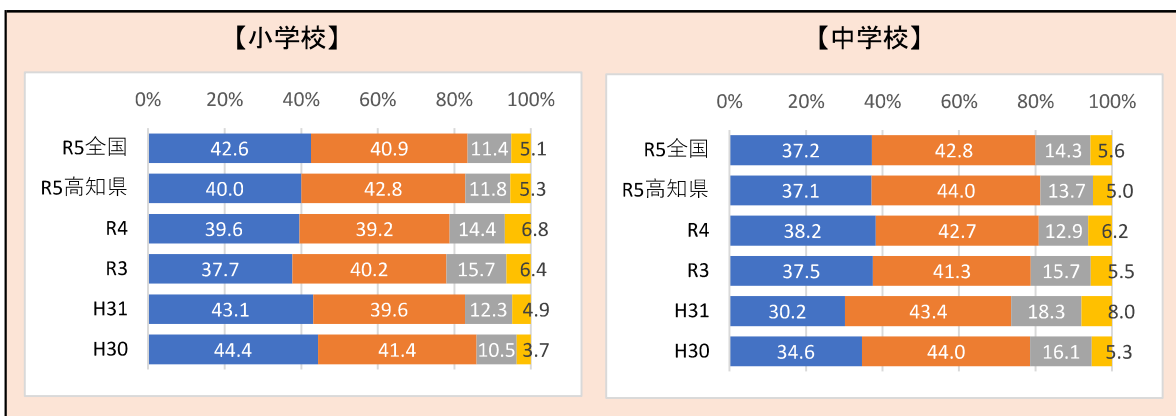 【小学校】
0% 20% 40% 60% 80% 100%
R5全国 42.6 40.9 11.4 5.1
R5高知県 40.0 42.8 11.8 5.3
R4 39.6 39.2 14.4 6.8
R3 37.7 40.2 15.7 6.4
H31 43.1 39.6 12.3 4.9
H30 44.4 41.4 10.5 3.7
【中学校】
0% 20% 40% 60% 80% 100%
R5全国 37.2 42.8 14.3 5.6
R5高知県 37.1 44.0 13.7 5.0
R4 38.2 42.7 12.9 6.2
R3 37.5 41.3 15.7 5.5
H31 30.2 43.4 18.3 8.0
H30 34.6 44.0 16.1 5.3